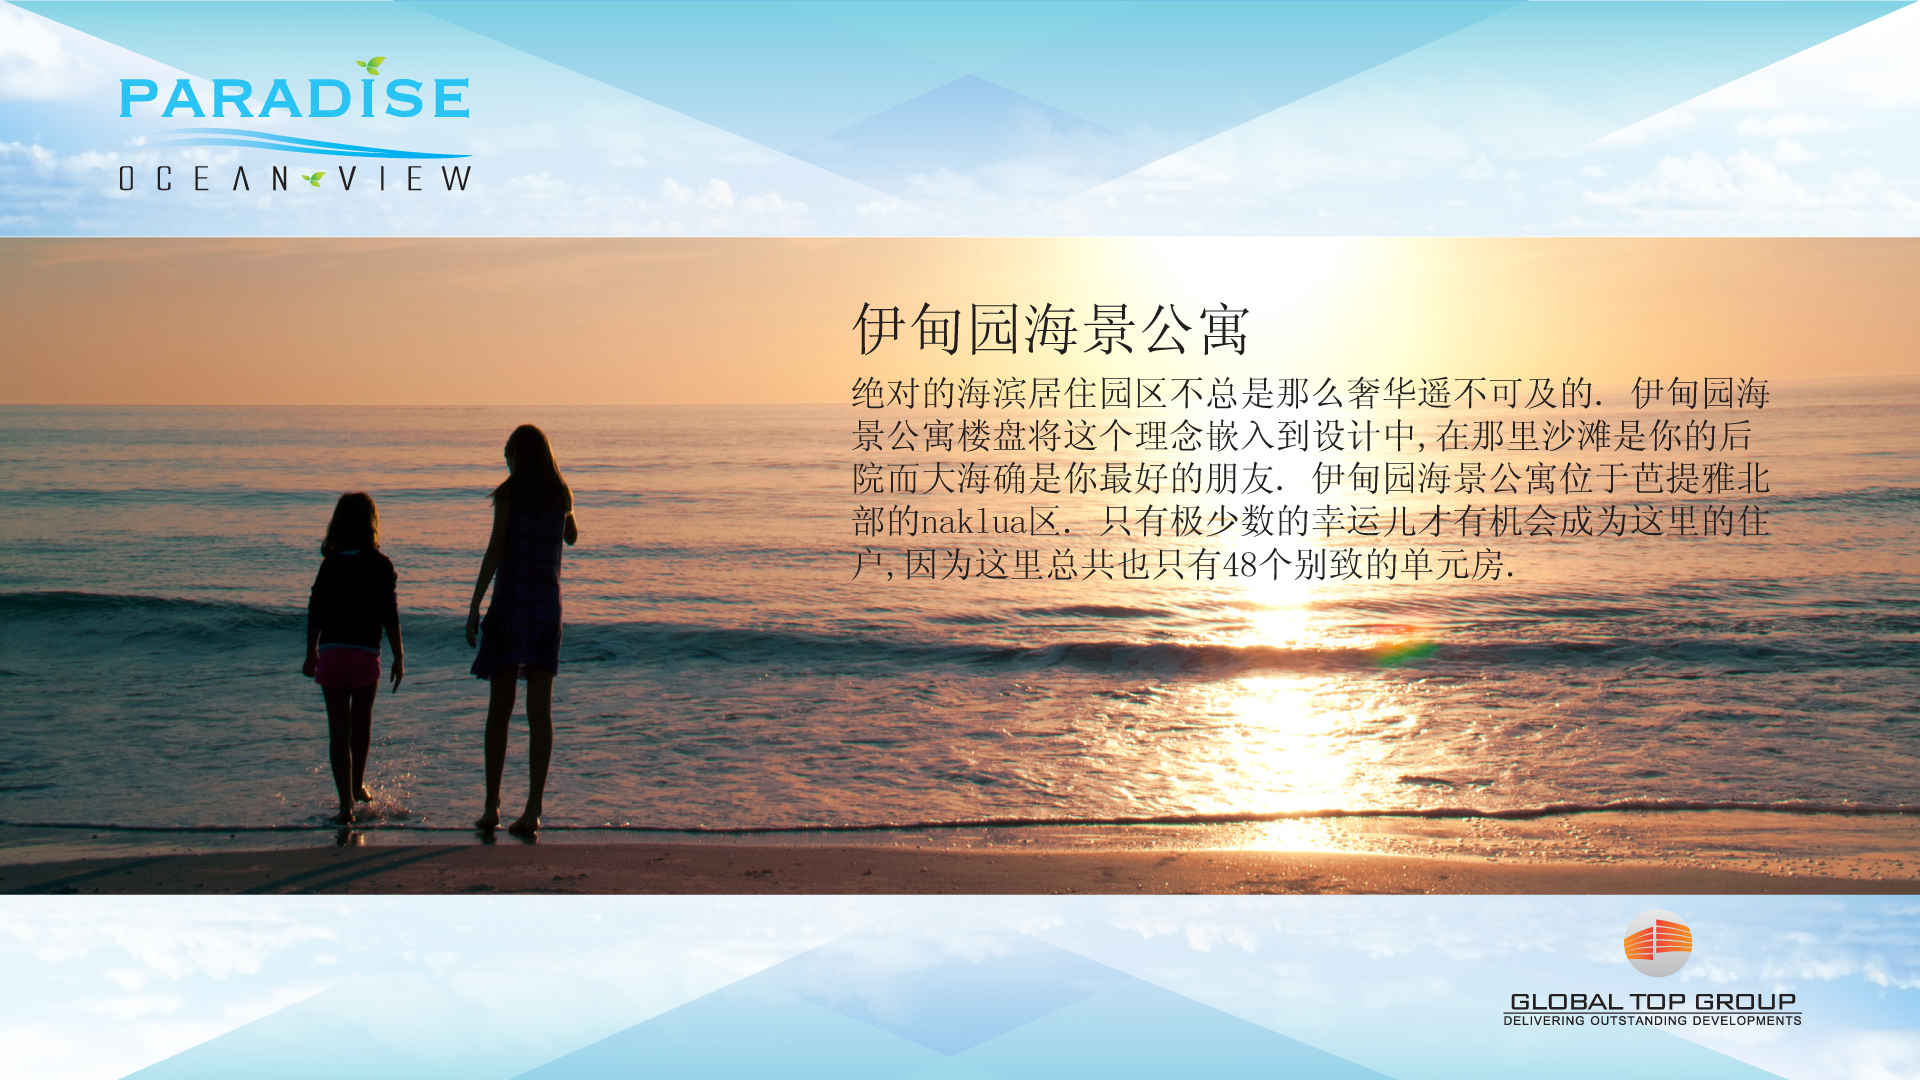 PARADISE
OCEAN VIEW
伊甸园海景公寓
绝对的海滨居住园区不总是那么奢华遥不可及的. 伊甸园海
景公寓楼盘将这个理念嵌入到设计中,在那里沙滩是你的后
院而大海确是你最好的朋友. 伊甸园海景公寓位于芭提雅北
部的naklua区. 只有极少数的幸运儿才有机会成为这里的住
户,因为这里总共也只有48个别致的单元房.
GLOBAL TOP GROUP
DELIVERING OUTSTANDING DEVELOPMENTS